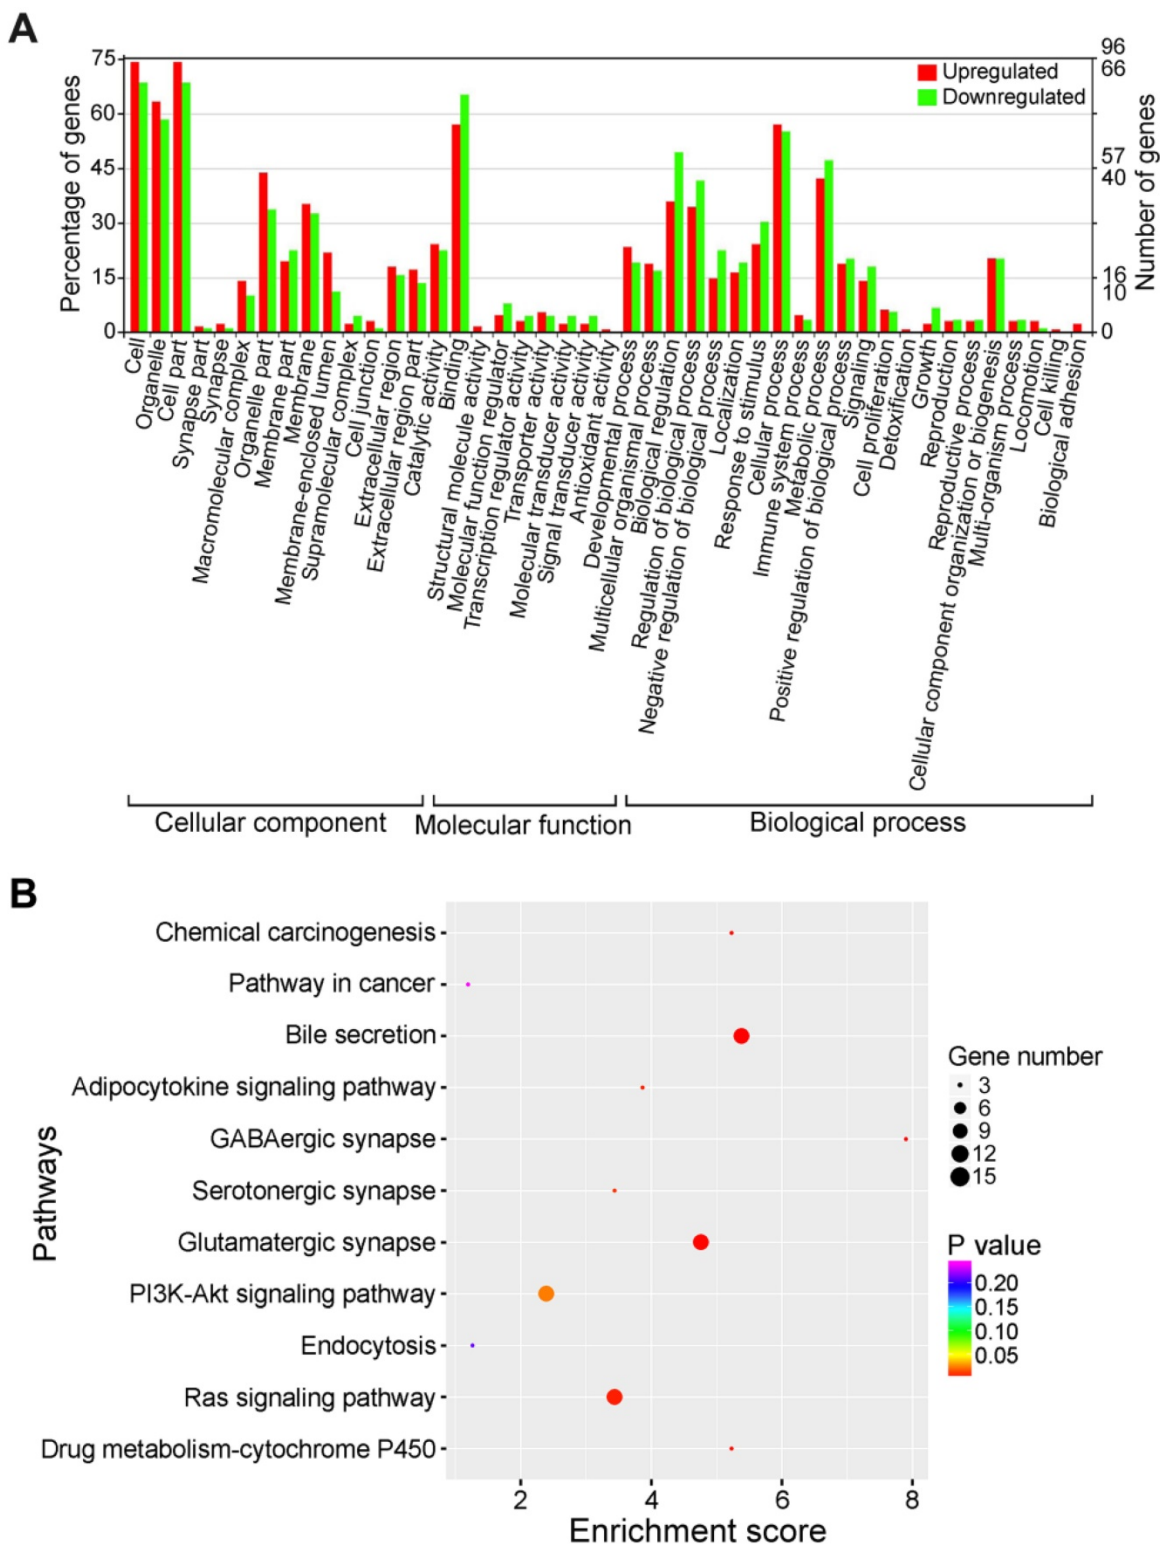 A
Percentage of genes
75
60
45
30
15
0
96
66
57
40
16
10
0
Number of genes
Upregulated
Downregulated
Cell
Organelle
Cell part
Synapse part
Synapse
Macromolecular complex
Organelle part
Membrane part
Membrane
Membrane-enclosed lumen
Supramolecular complex
Cell junction
Extracellular region
Extracellular region part
Catalytic activity
Binding
Structural molecule activity
Molecular function regulator
Transcription regulator activity
Transporter activity
Molecular transducer activity
Signal transducer activity
Antioxidant activity
Developmental process
Multicellular organismal process
Biological regulation
Regulation of biological process
Negative regulation of biological process
Localization
Response to stimulus
Cellular process
Immune system process
Metabolic process
Positive regulation of biological process
Signaling
Cell proliferation
Detoxification
Growth
Reproduction
Reproductive process
Cellular component organization or biogenesis
Multi-organism process
Locomotion
Cell killing
Biological adhesion
Cellular component
Molecular function
Biological process
B
Pathways
Chemical carcinogenesis
Pathway in cancer
Bile secretion
Adipocytokine signaling pathway
GABAergic synapse
Serotonergic synapse
Glutamatergic synapse
PI3K-Akt signaling pathway
Endocytosis
Ras signaling pathway
Drug metabolism-cytochrome P450
2
4
6
8
Enrichment score
Gene number
3
6
9
12
15
P value
0.20
0.15
0.10
0.05